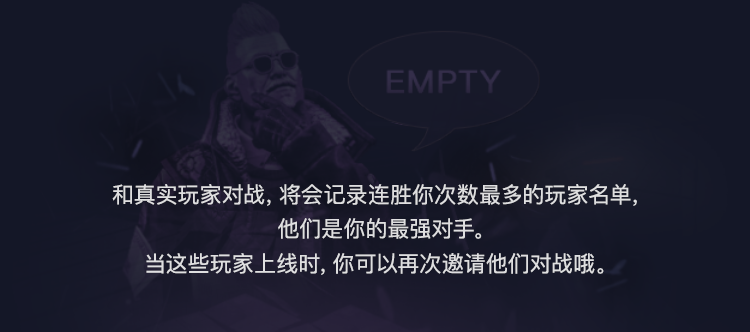 EMPTY
和真实玩家对战, 将会记录连胜你次数最多的玩家名单,
他们是你的最强对手。
当这些玩家上线时, 你可以再次邀请他们对战哦。